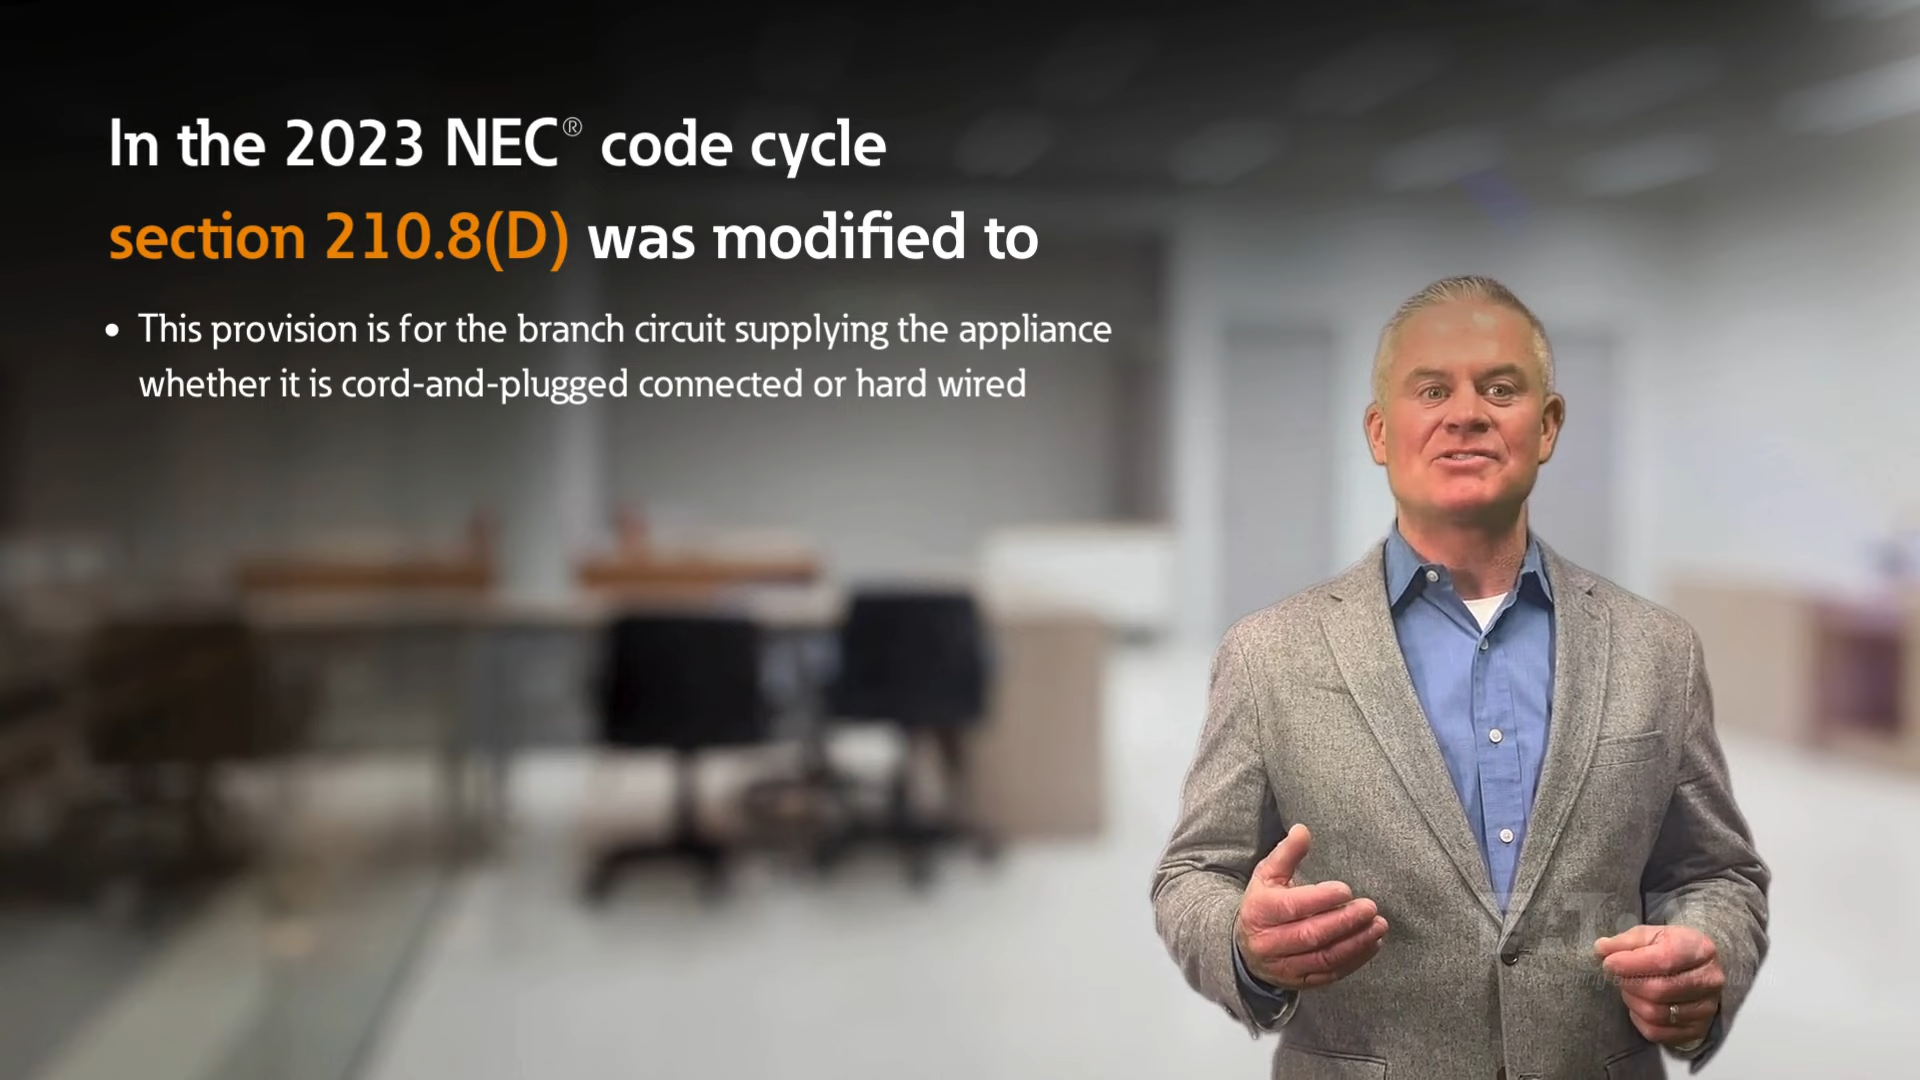 In the 2023 NEC® code cycle
section 210.8(D) was modified to
• This provision is for the branch circuit supplying the appliance
whether it is cord-and-plugged connected or hard wired